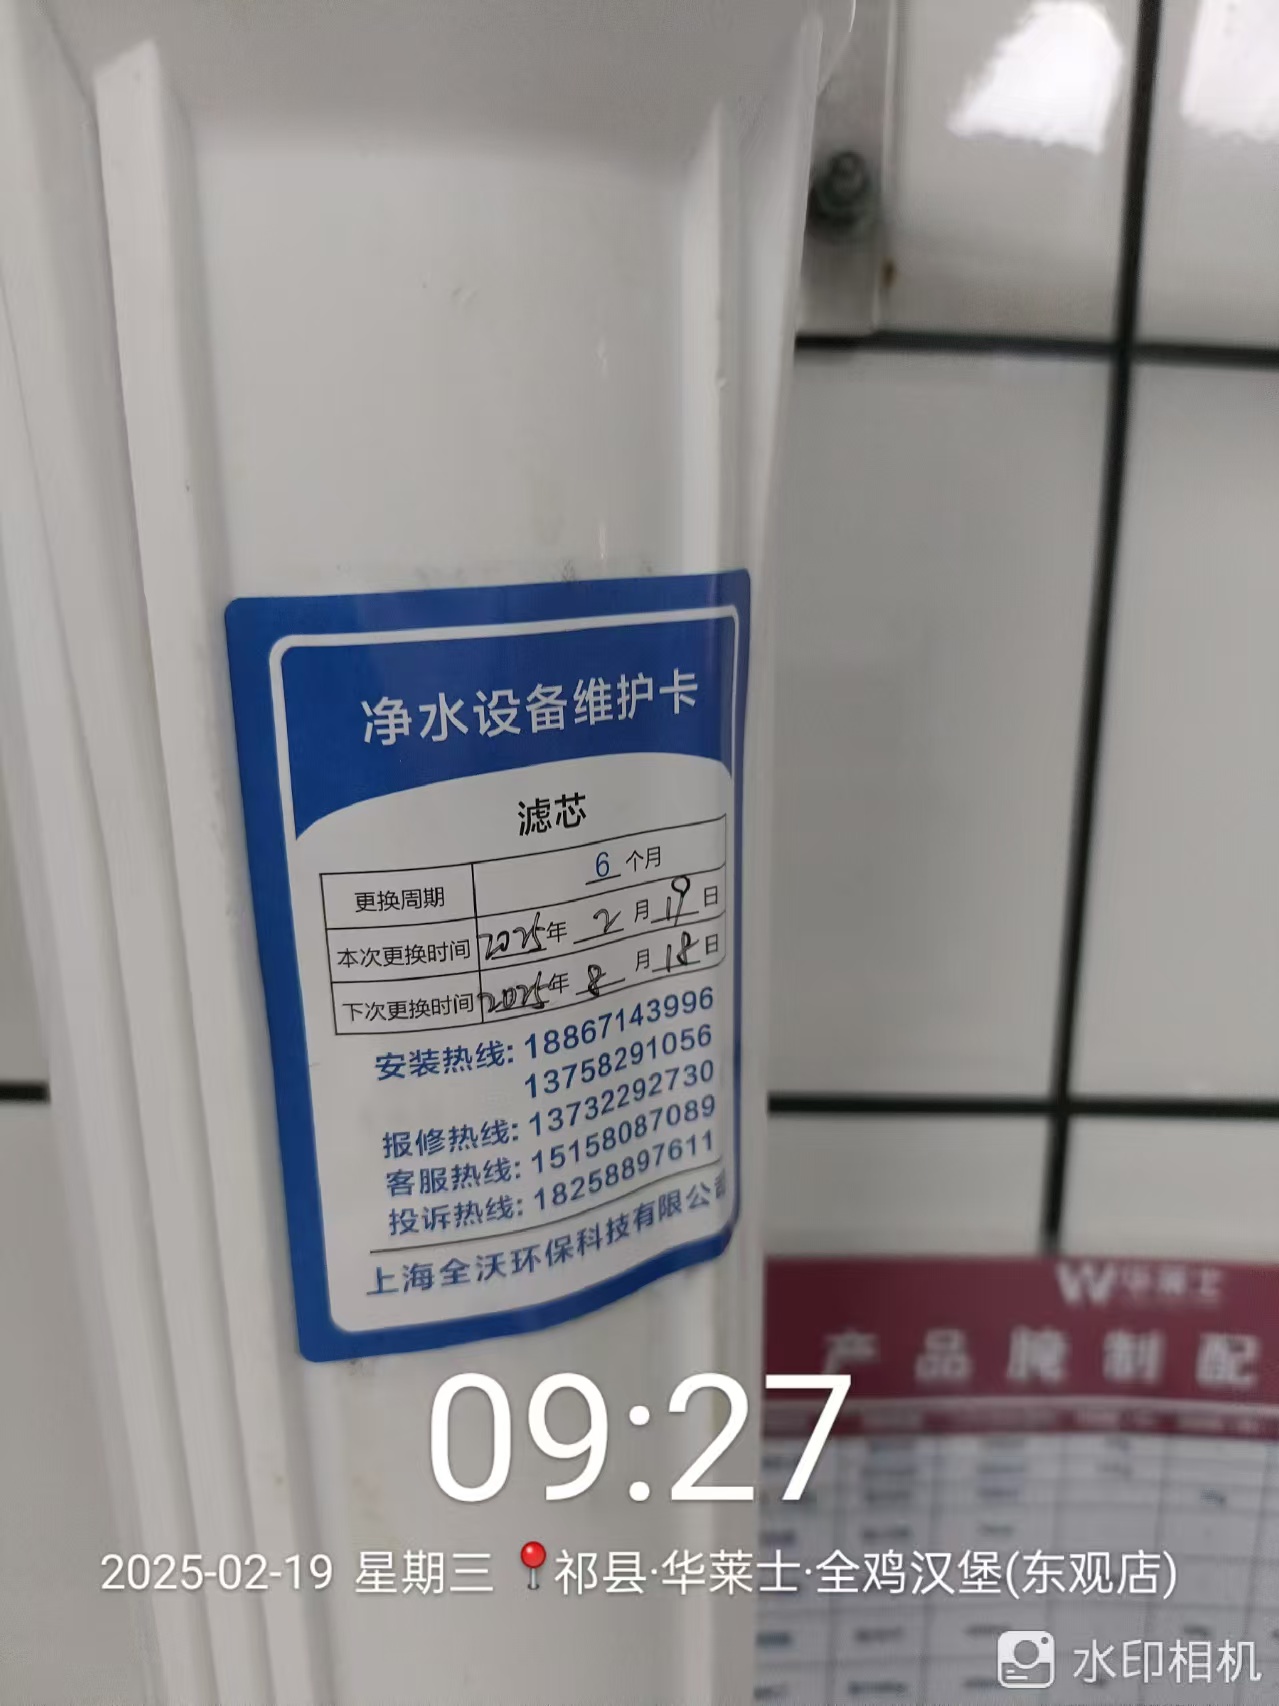 净水设备维护卡
滤芯
更换周期 6 个月
本次更换时间 2025年 2 月 19 日
下次更换时间 2025年 8 月 18 日
安装热线: 18867143996
13758291056
报修热线: 13732292730
客服热线: 15158087089
投诉热线: 18258897611
上海全沃环保科技有限公司
W华莱士
产品腌制配
09:27
2025-02-19 星期三 📍祁县·华莱士·全鸡汉堡(东观店)
水印相机